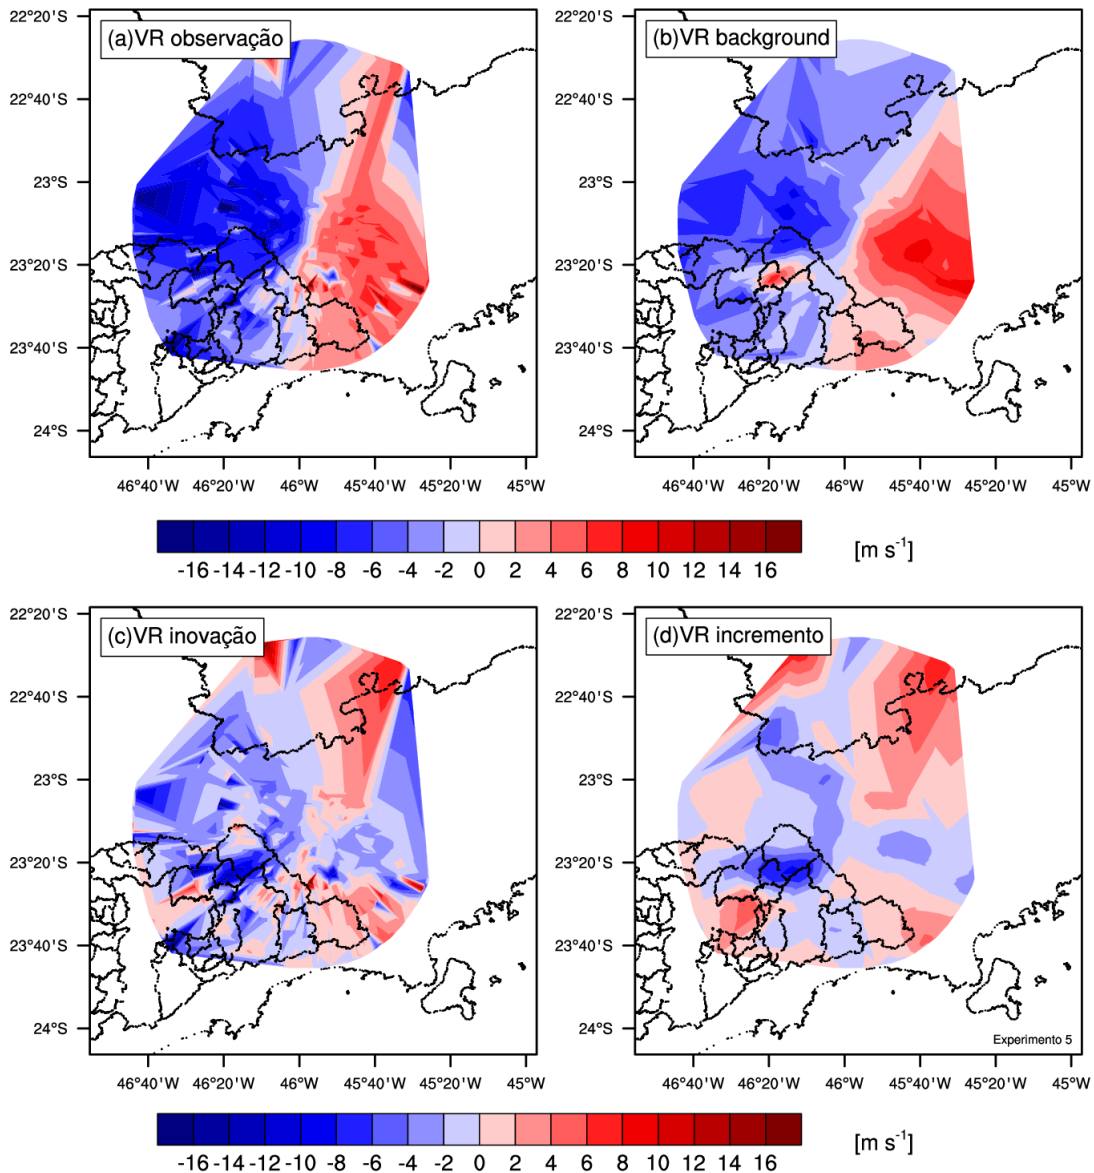 (a)VR observação
22°20'S
22°40'S
23°S
23°20'S
23°40'S
24°S
46°40'W 46°20'W 46°W 45°40'W 45°20'W 45°W
(b)VR background
22°20'S
22°40'S
23°S
23°20'S
23°40'S
24°S
46°40'W 46°20'W 46°W 45°40'W 45°20'W 45°W
-16 -14 -12 -10 -8 -6 -4 -2 0 2 4 6 8 10 12 14 16
[m s⁻¹]
(c)VR inovação
22°20'S
22°40'S
23°S
23°20'S
23°40'S
24°S
46°40'W 46°20'W 46°W 45°40'W 45°20'W 45°W
(d)VR incremento
22°20'S
22°40'S
23°S
23°20'S
23°40'S
24°S
Experimento 5
46°40'W 46°20'W 46°W 45°40'W 45°20'W 45°W
-16 -14 -12 -10 -8 -6 -4 -2 0 2 4 6 8 10 12 14 16
[m s⁻¹]